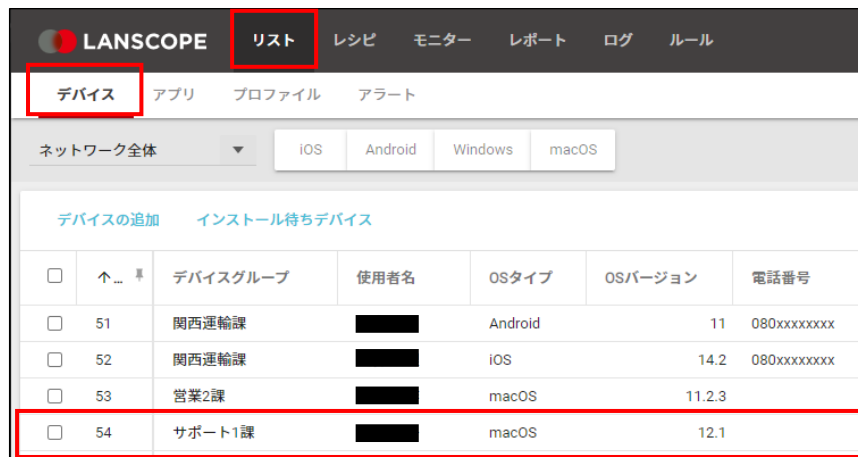 LANSCOPE リスト レシピ モニター レポート ログ ルール
デバイス アプリ プロファイル アラート
ネットワーク全体 iOS Android Windows macOS
デバイスの追加 インストール待ちデバイス
↑... デバイスグループ 使用者名 OSタイプ OSバージョン 電話番号
51 関西運輸課 Android 11 080xxxxxxxx
52 関西運輸課 iOS 14.2 080xxxxxxxx
53 営業2課 macOS 11.2.3
54 サポート1課 macOS 12.1